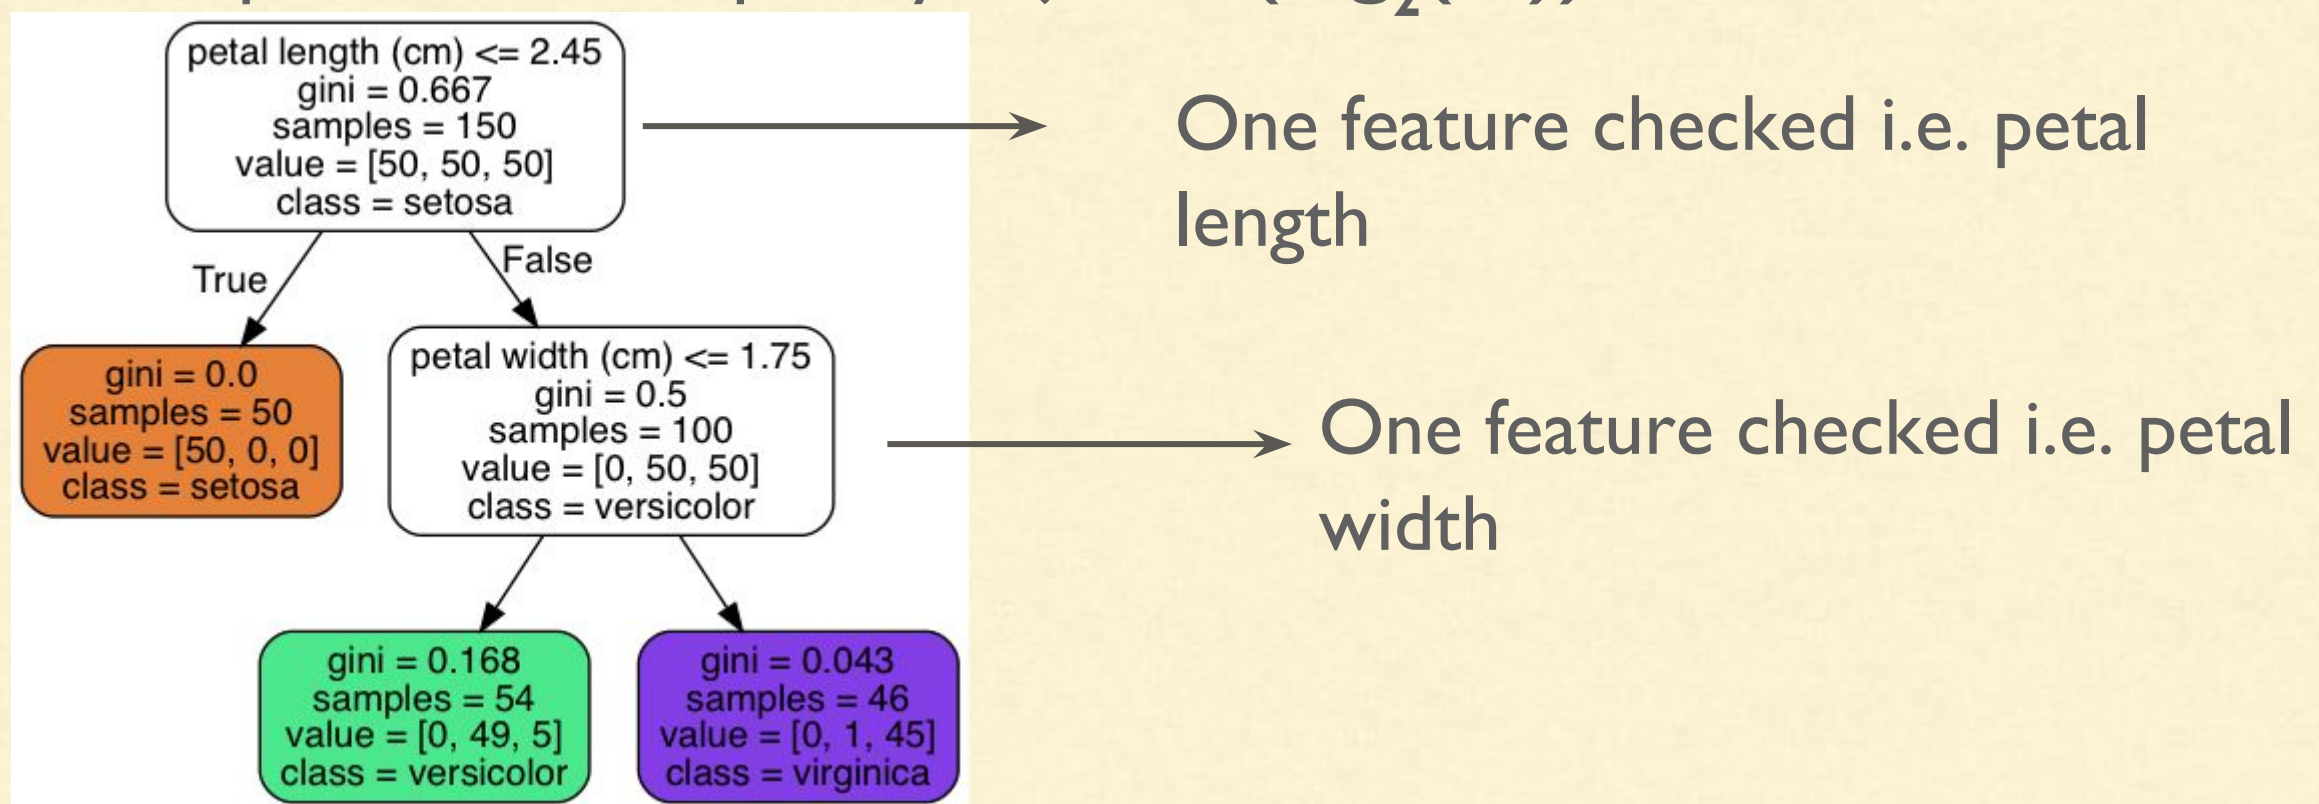 petal length (cm) <= 2.45
gini = 0.667
samples = 150
value = [50, 50, 50]
class = setosa
One feature checked i.e. petal
length
True
False
gini = 0.0
samples = 50
value = [50, 0, 0]
class = setosa
petal width (cm) <= 1.75
gini = 0.5
samples = 100
value = [0, 50, 50]
class = versicolor
One feature checked i.e. petal
width
gini = 0.168
samples = 54
value = [0, 49, 5]
class = versicolor
gini = 0.043
samples = 46
value = [0, 1, 45]
class = virginica